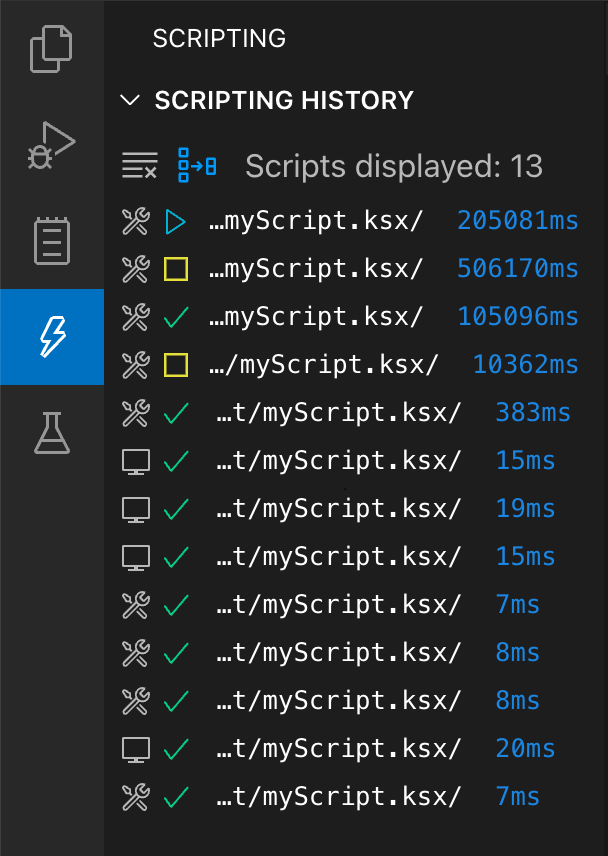 SCRIPTING
SCRIPTING HISTORY
Scripts displayed: 13
…myScript.ksx/ 205081ms
…myScript.ksx/ 506170ms
…myScript.ksx/ 105096ms
…/myScript.ksx/ 10362ms
…t/myScript.ksx/ 383ms
…t/myScript.ksx/ 15ms
…t/myScript.ksx/ 19ms
…t/myScript.ksx/ 15ms
…t/myScript.ksx/ 7ms
…t/myScript.ksx/ 8ms
…t/myScript.ksx/ 8ms
…t/myScript.ksx/ 20ms
…t/myScript.ksx/ 7ms